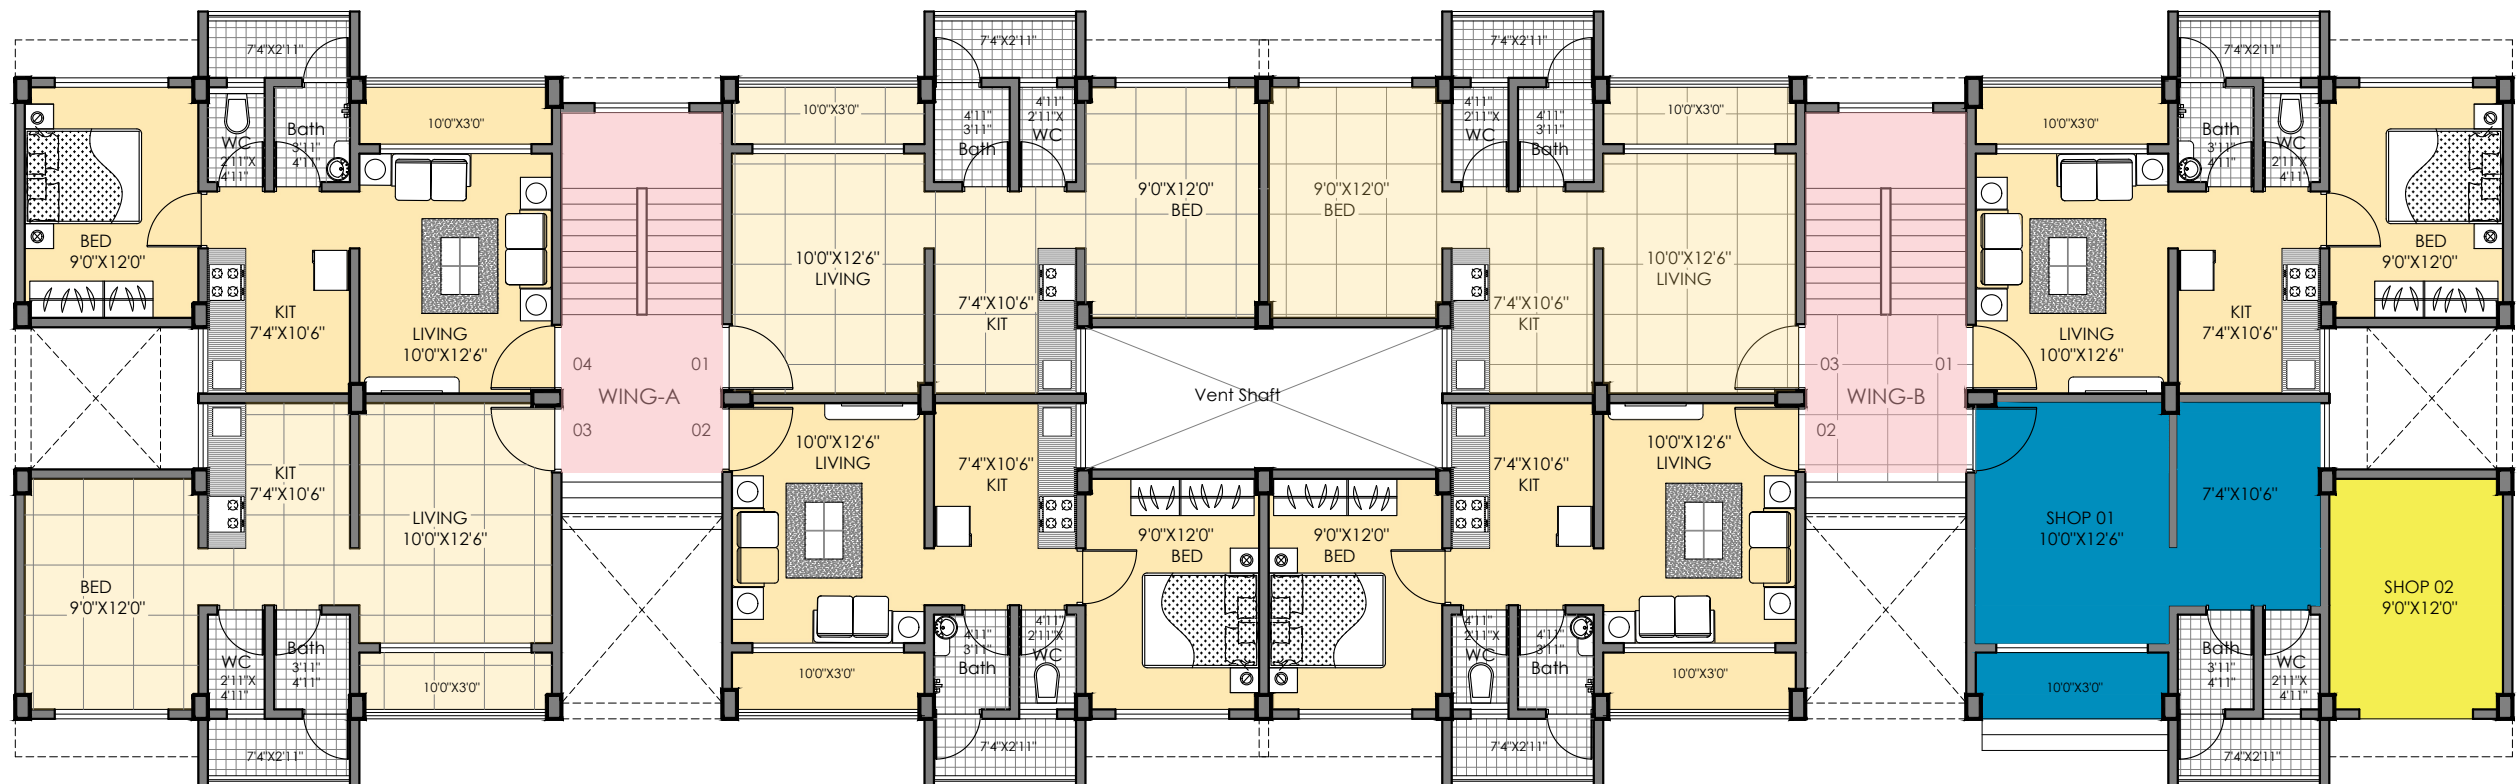 7'4"X2'11"
7'4"X2'11"
7'4"X2'11"
7'4"X2'11"
10'0"X3'0"
10'0"X3'0"
10'0"X3'0"
10'0"X3'0"
WC
2'11"X
4'11"
Bath
3'11"
4'11"
4'11"
3'11"
Bath
4'11"
2'11"X
WC
4'11"
2'11"X
WC
4'11"
3'11"
Bath
Bath
3'11"
4'11"
WC
2'11"X
4'11"
BED
9'0"X12'0"
9'0"X12'0"
BED
9'0"X12'0"
BED
BED
9'0"X12'0"
KIT
7'4"X10'6"
LIVING
10'0"X12'6"
10'0"X12'6"
LIVING
7'4"X10'6"
KIT
7'4"X10'6"
KIT
10'0"X12'6"
LIVING
LIVING
10'0"X12'6"
KIT
7'4"X10'6"
04
01
03
01
WING-A
Vent Shaft
WING-B
03
02
02
KIT
7'4"X10'6"
LIVING
10'0"X12'6"
10'0"X12'6"
LIVING
7'4"X10'6"
KIT
7'4"X10'6"
KIT
10'0"X12'6"
LIVING
SHOP 01
10'0"X12'6"
7'4"X10'6"
BED
9'0"X12'0"
9'0"X12'0"
BED
9'0"X12'0"
BED
SHOP 02
9'0"X12'0"
WC
2'11"X
4'11"
Bath
3'11"
4'11"
4'11"
3'11"
Bath
4'11"
2'11"X
WC
4'11"
2'11"X
WC
4'11"
3'11"
Bath
Bath
3'11"
4'11"
WC
2'11"X
4'11"
10'0"X3'0"
10'0"X3'0"
10'0"X3'0"
10'0"X3'0"
7'4"X2'11"
7'4"X2'11"
7'4"X2'11"
7'4"X2'11"